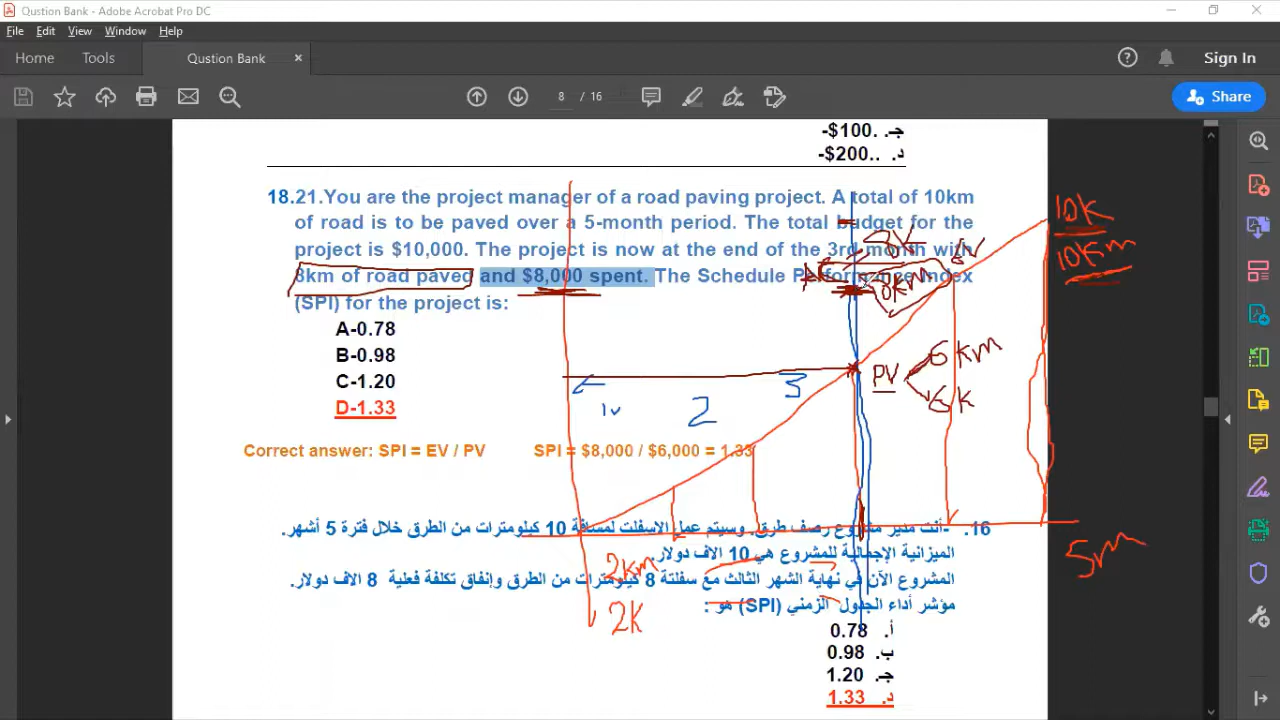 Qustion Bank - Adobe Acrobat Pro DC
File Edit View Window Help
Home Tools Qustion Bank × Sign In
8 / 16 Share
ج. .$100-
د. ..$200-
18.21.You are the project manager of a road paving project. A total of 10km
of road is to be paved over a 5-month period. The total budget for the
project is $10,000. The project is now at the end of the 3rd month with
8km of road paved and $8,000 spent. The Schedule Performance Index
(SPI) for the project is:
A-0.78
B-0.98
C-1.20
D-1.33
Correct answer: SPI = EV / PV SPI = $8,000 / $6,000 = 1.33
10K
10Km
8K
EV
8Km
PV
6 Km
6K
2
3
5m
2Km
2K
16. -أنت مدير مشروع رصف طرق. وسيتم عمل الاسفلت لمسافة 10 كيلومترات من الطرق خلال فترة 5 أشهر.
الميزانية الإجمالية للمشروع هي 10 الاف دولار.
المشروع الآن في نهاية الشهر الثالث مع سفلتة 8 كيلومترات من الطرق وإنفاق تكلفة فعلية 8 الاف دولار.
مؤشر أداء الجدول الزمني (SPI) هو :
أ. 0.78
ب. 0.98
ج. 1.20
د. 1.33